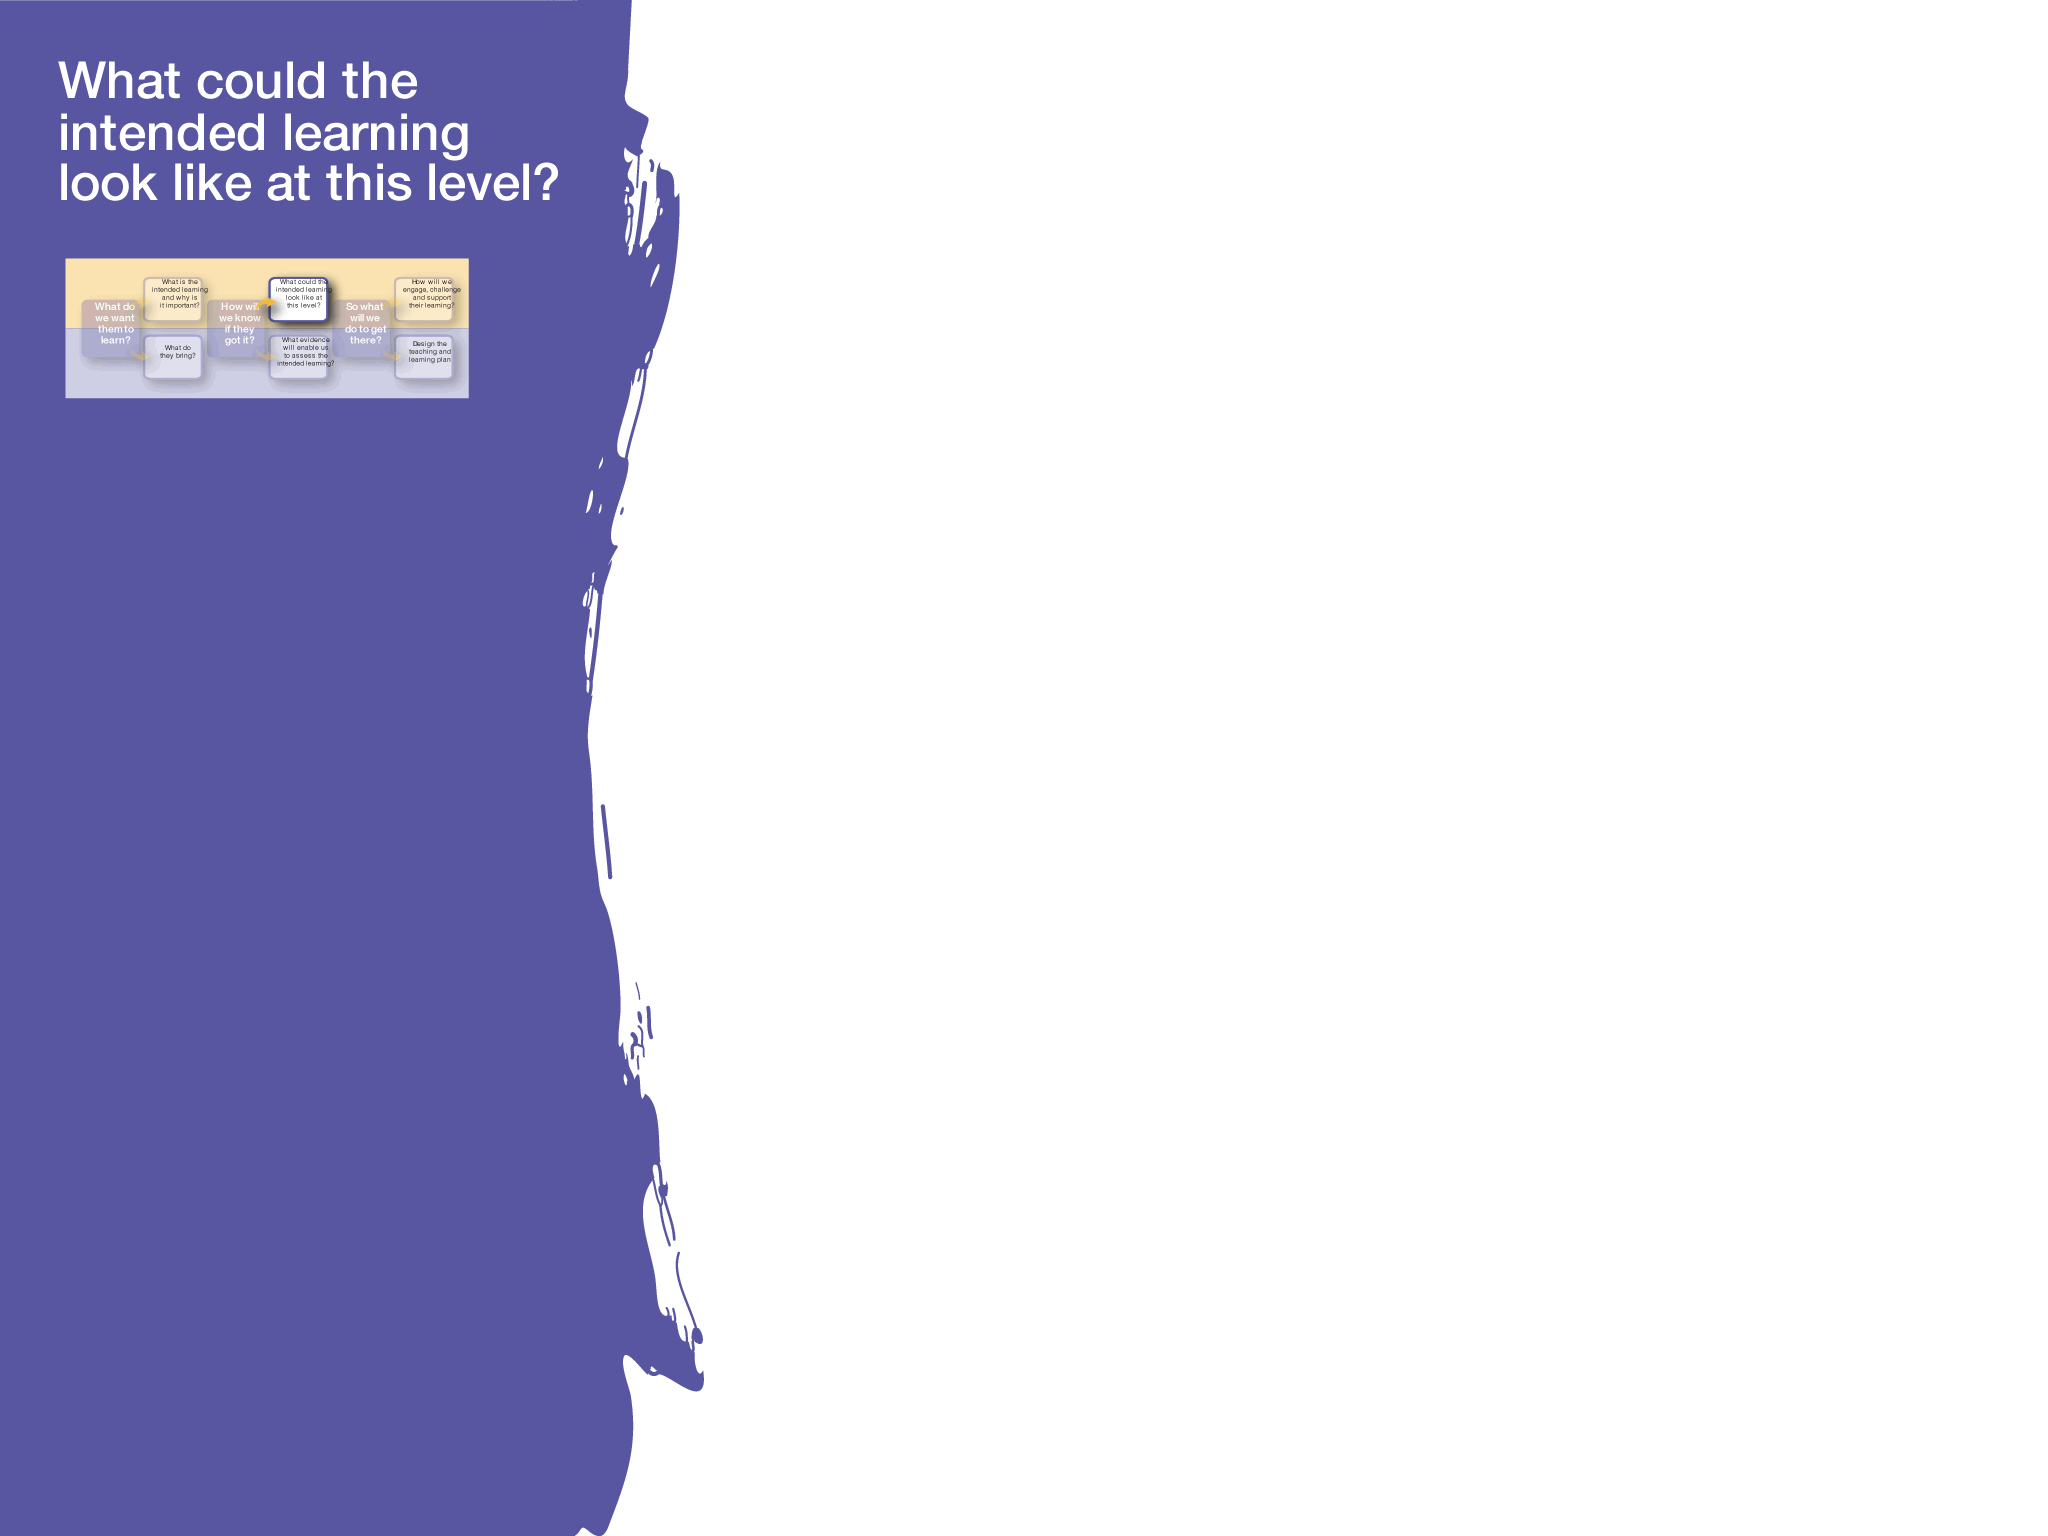 What could the
intended learning
look like at this level?
What do
we want
them to
learn?
What is the
intended learning
and why is
it important?
What do
they bring?
How will
we know
if they
got it?
What could the
intended learning
look like at
this level?
What evidence
will enable us
to assess the
intended learning?
So what
will we
do to get
there?
How will we
engage, challenge
and support
their learning?
Design the
teaching and
learning plan